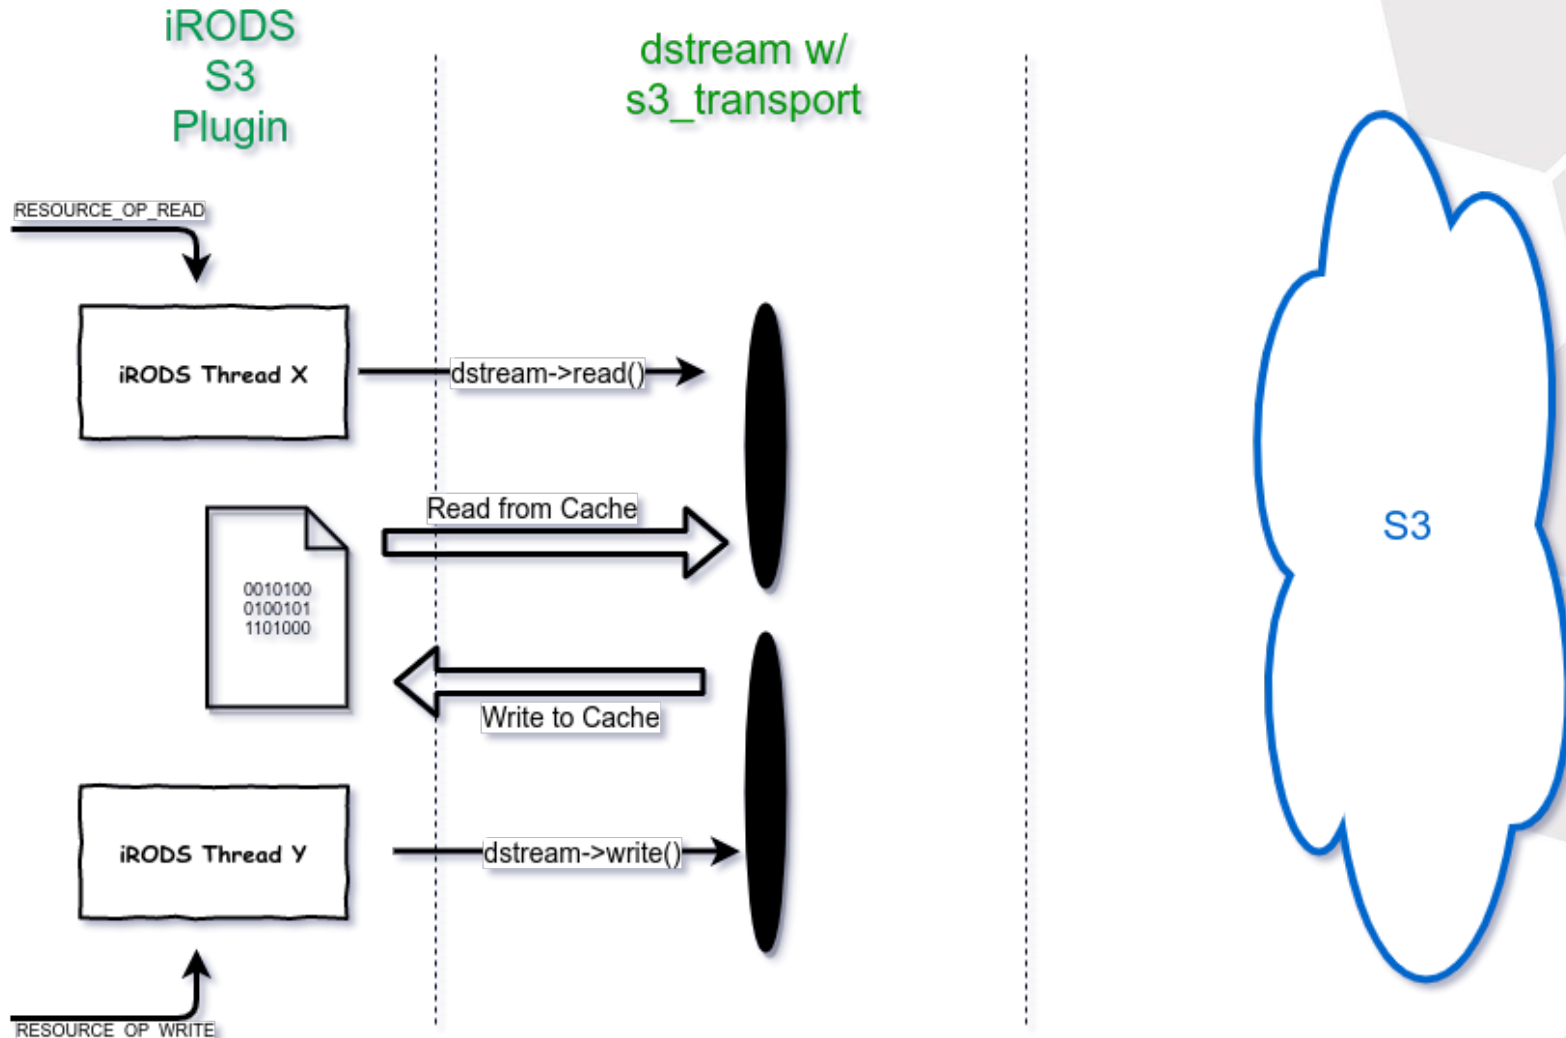 iRODS
S3
Plugin
dstream w/
s3_transport
RESOURCE_OP_READ
iRODS Thread X
dstream->read()
Read from Cache
0010100
0100101
1101000
S3
Write to Cache
iRODS Thread Y
dstream->write()
RESOURCE_OP_WRITE